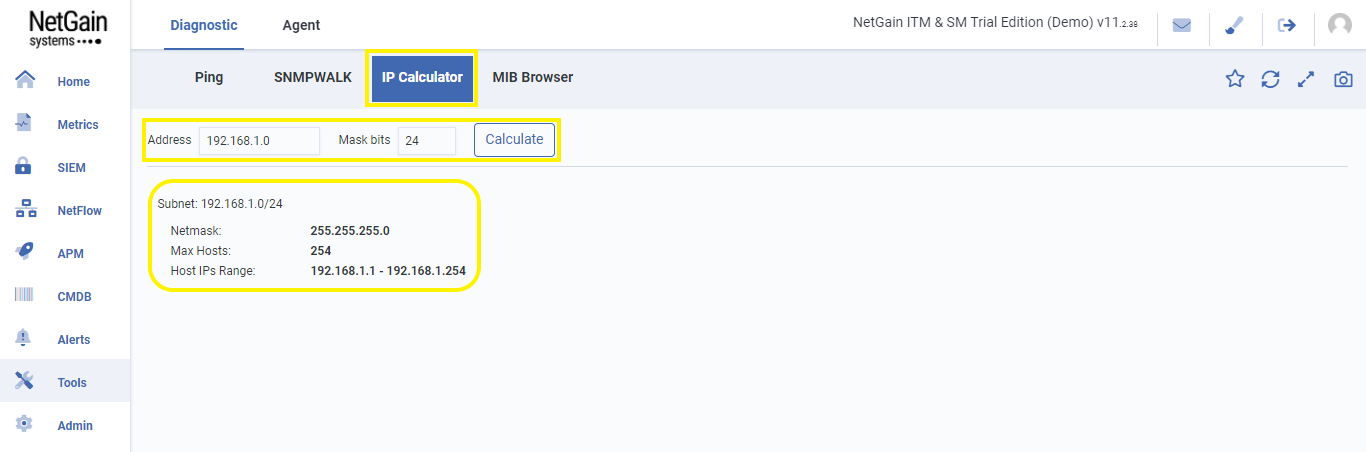 NetGain
systems
Diagnostic Agent
NetGain ITM & SM Trial Edition (Demo) v11.2.38
Home
Metrics
SIEM
NetFlow
APM
CMDB
Alerts
Tools
Admin
Ping SNMPWALK IP Calculator MIB Browser
Address 192.168.1.0 Mask bits 24 Calculate
Subnet: 192.168.1.0/24
Netmask: 255.255.255.0
Max Hosts: 254
Host IPs Range: 192.168.1.1 - 192.168.1.254